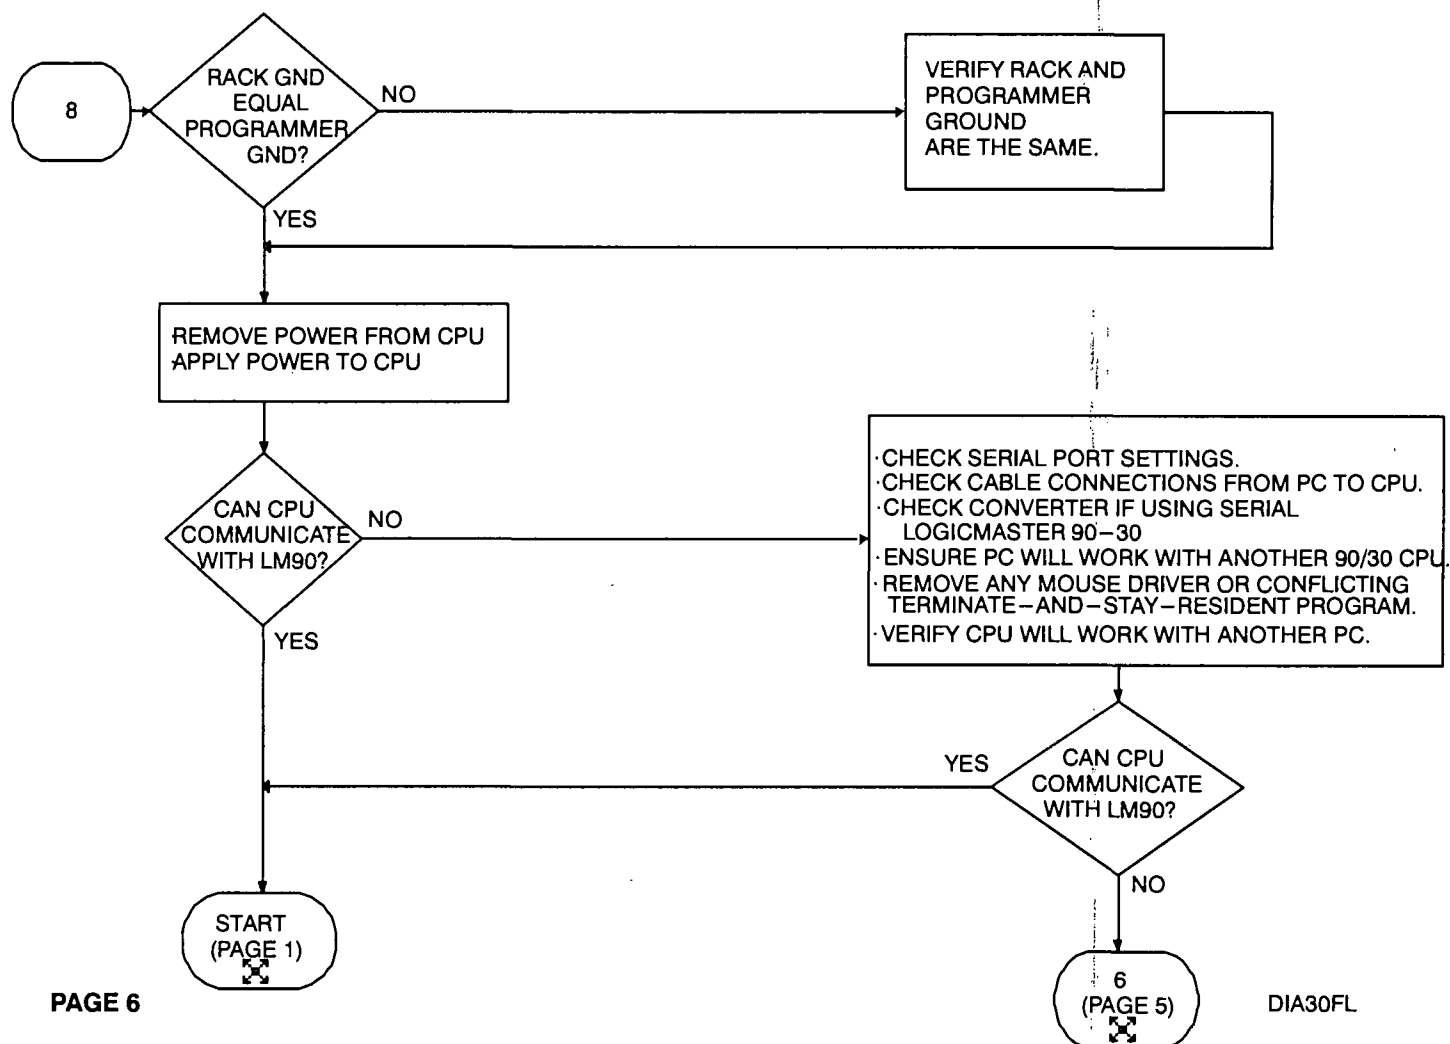 8
RACK GND
EQUAL
PROGRAMMER
GND?
NO
VERIFY RACK AND
PROGRAMMER
GROUND
ARE THE SAME.
YES
REMOVE POWER FROM CPU
APPLY POWER TO CPU
CAN CPU
COMMUNICATE
WITH LM90?
NO
·CHECK SERIAL PORT SETTINGS.
·CHECK CABLE CONNECTIONS FROM PC TO CPU.
·CHECK CONVERTER IF USING SERIAL
LOGICMASTER 90–30
·ENSURE PC WILL WORK WITH ANOTHER 90/30 CPU.
·REMOVE ANY MOUSE DRIVER OR CONFLICTING
TERMINATE–AND–STAY–RESIDENT PROGRAM.
·VERIFY CPU WILL WORK WITH ANOTHER PC.
YES
CAN CPU
COMMUNICATE
WITH LM90?
YES
NO
START
(PAGE 1)
6
(PAGE 5)
PAGE 6
DIA30FL